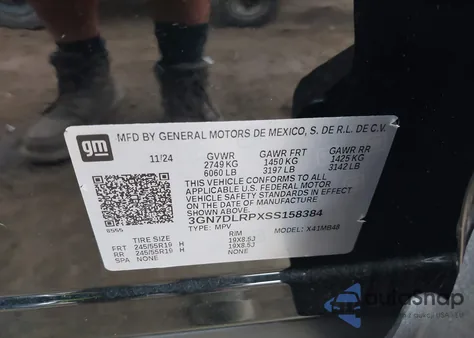 gm
MFD BY GENERAL MOTORS DE MEXICO, S. DE R.L. DE C.V.
11/24 GVWR GAWR FRT GAWR RR
2749 KG 1450 KG 1425 KG
6060 LB 3197 LB 3142 LB
THIS VEHICLE CONFORMS TO ALL
APPLICABLE U.S. FEDERAL MOTOR
VEHICLE SAFETY STANDARDS IN EFFECT
ON THE DATE OF MANUFACTURE SHOWN ABOVE.
3GN7DLRPXSS158384
TYPE: MPV MODEL: X41MB48
TIRE SIZE RIM
FRT 245/55R19 H 19X8.5J
RR 245/55R19 H 19X8.5J
SPA NONE NONE
AutoSnap